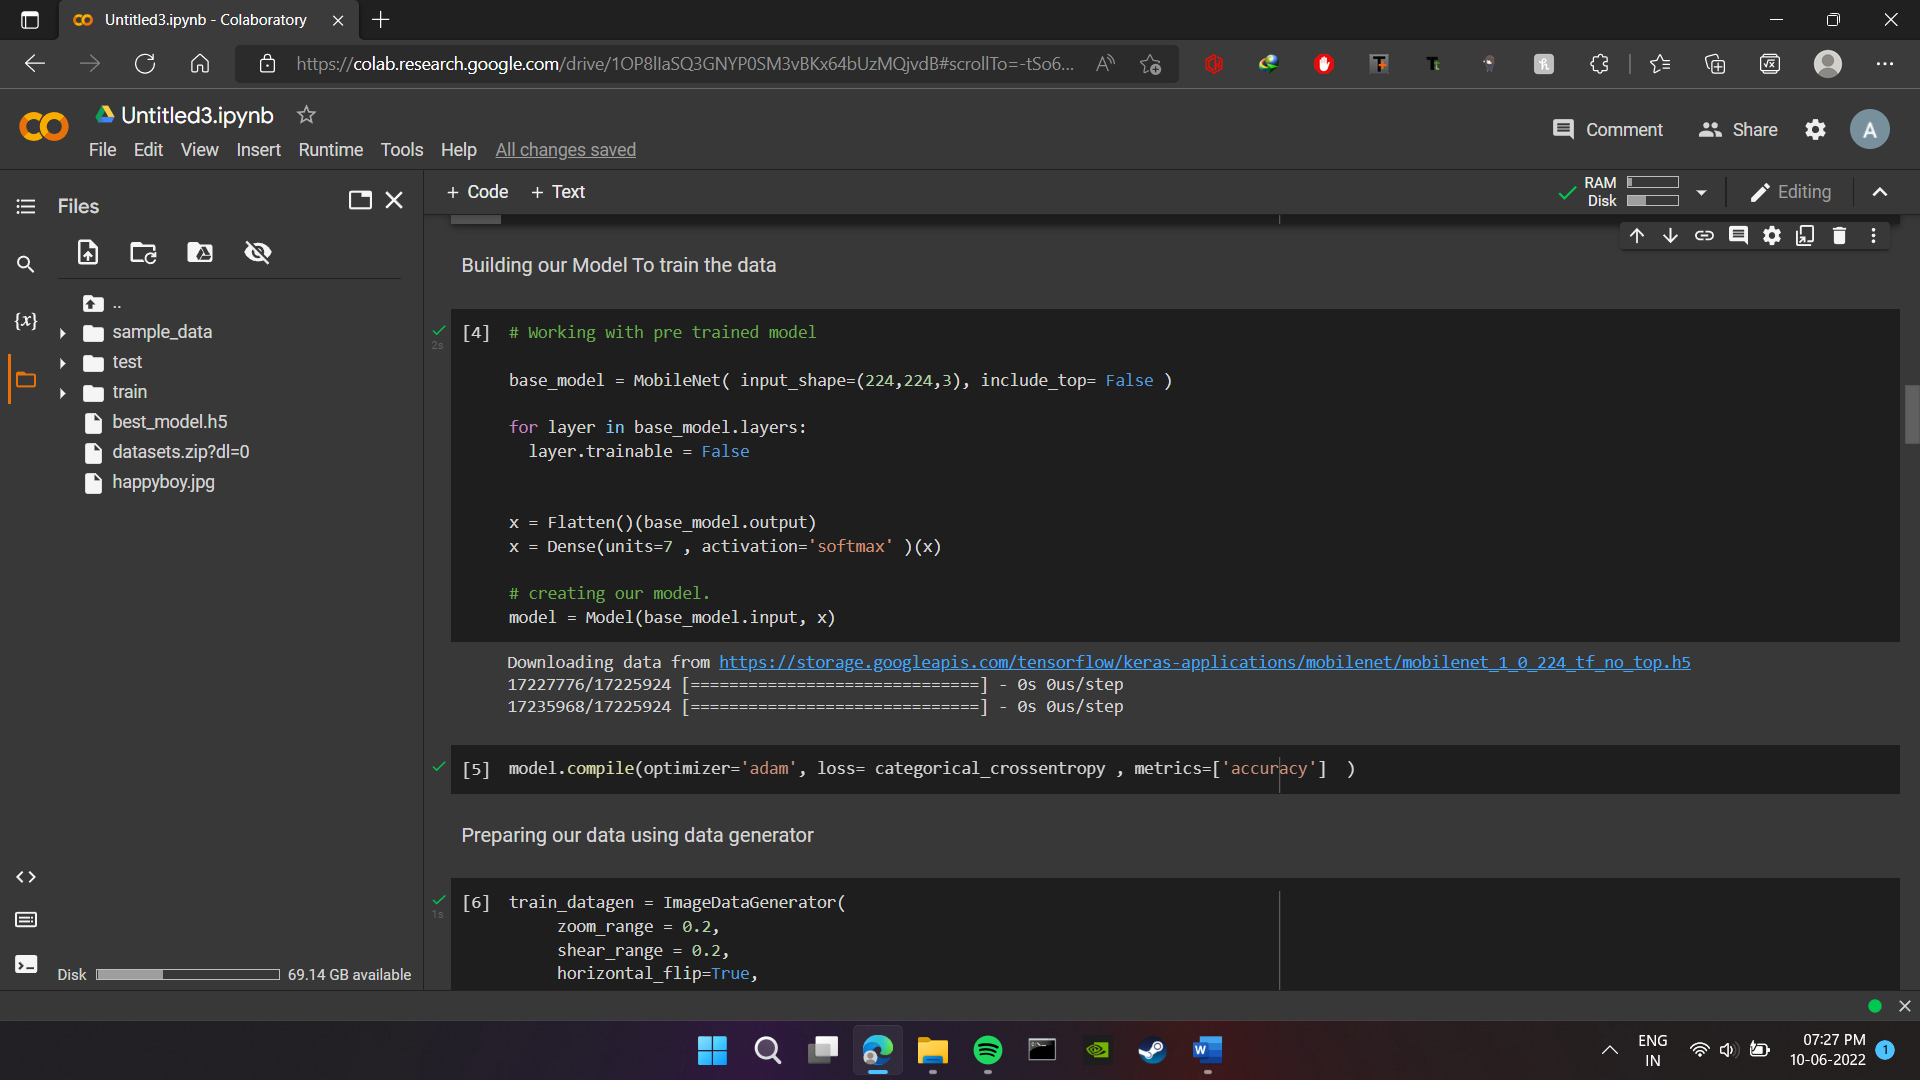 Untitled3.ipynb - Colaboratory
https://colab.research.google.com/drive/1OP8llaSQ3GNYP0SM3vBKx64bUzMQjvdB#scrollTo=-tSo6...
Untitled3.ipynb
File Edit View Insert Runtime Tools Help All changes saved
Comment Share A
Files
+ Code + Text
RAM
Disk
Editing
..
sample_data
test
train
best_model.h5
datasets.zip?dl=0
happyboy.jpg
Disk 69.14 GB available
Building our Model To train the data
2s
[4] # Working with pre trained model
base_model = MobileNet( input_shape=(224,224,3), include_top= False )
for layer in base_model.layers:
layer.trainable = False
x = Flatten()(base_model.output)
x = Dense(units=7 , activation='softmax' )(x)
# creating our model.
model = Model(base_model.input, x)
Downloading data from https://storage.googleapis.com/tensorflow/keras-applications/mobilenet/mobilenet_1_0_224_tf_no_top.h5
17227776/17225924 [==============================] - 0s 0us/step
17235968/17225924 [==============================] - 0s 0us/step
[5] model.compile(optimizer='adam', loss= categorical_crossentropy , metrics=['accuracy'] )
Preparing our data using data generator
1s
[6] train_datagen = ImageDataGenerator(
zoom_range = 0.2,
shear_range = 0.2,
horizontal_flip=True,
ENG
IN
07:27 PM
10-06-2022
1